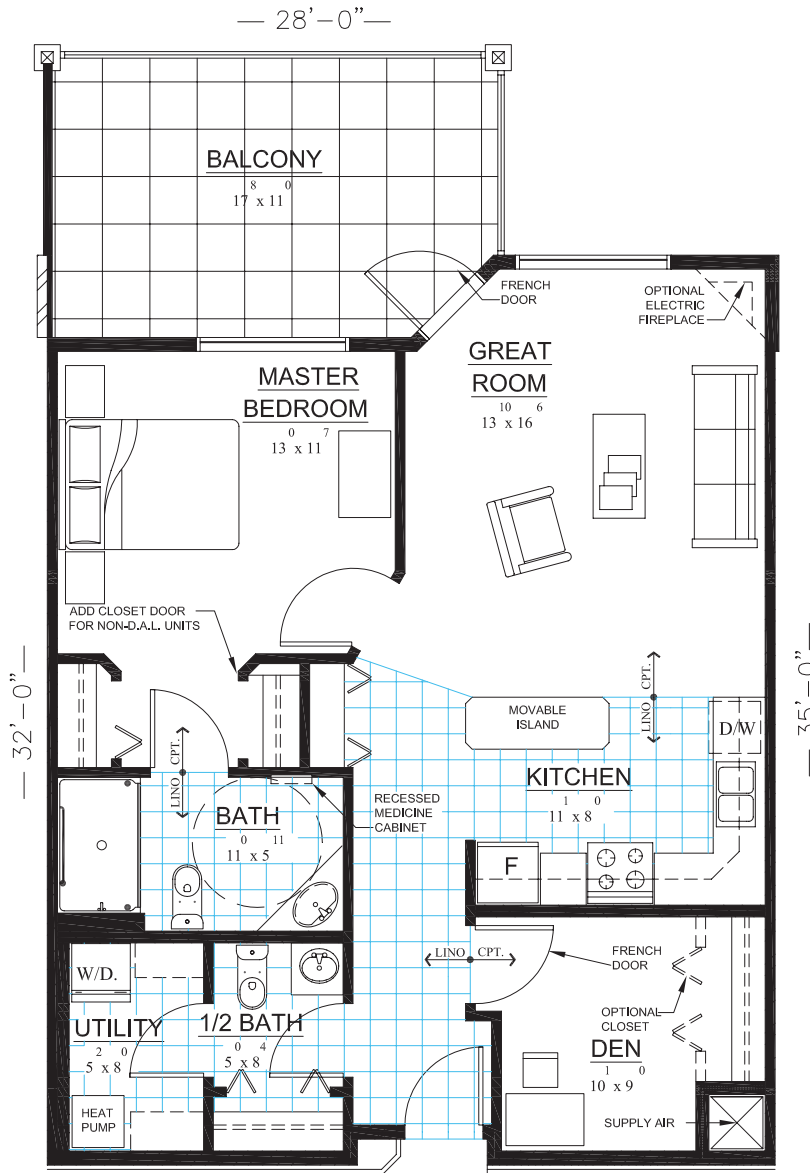 28'-0"
BALCONY
8 0
17 x 11
FRENCH
DOOR
OPTIONAL
ELECTRIC
FIREPLACE
GREAT
ROOM
10 6
13 x 16
MASTER
BEDROOM
0 7
13 x 11
ADD CLOSET DOOR
FOR NON-D.A.L. UNITS
32'-0"
35'-0"
LINO CPT.
MOVABLE
ISLAND
D/W
LINO CPT.
KITCHEN
1 0
11 x 8
RECESSED
MEDICINE
CABINET
BATH
0 11
11 x 5
F
LINO CPT.
FRENCH
DOOR
W/D.
OPTIONAL
CLOSET
UTILITY
2 0
5 x 8
1/2 BATH
0 4
5 x 8
DEN
1 0
10 x 9
HEAT
PUMP
SUPPLY AIR